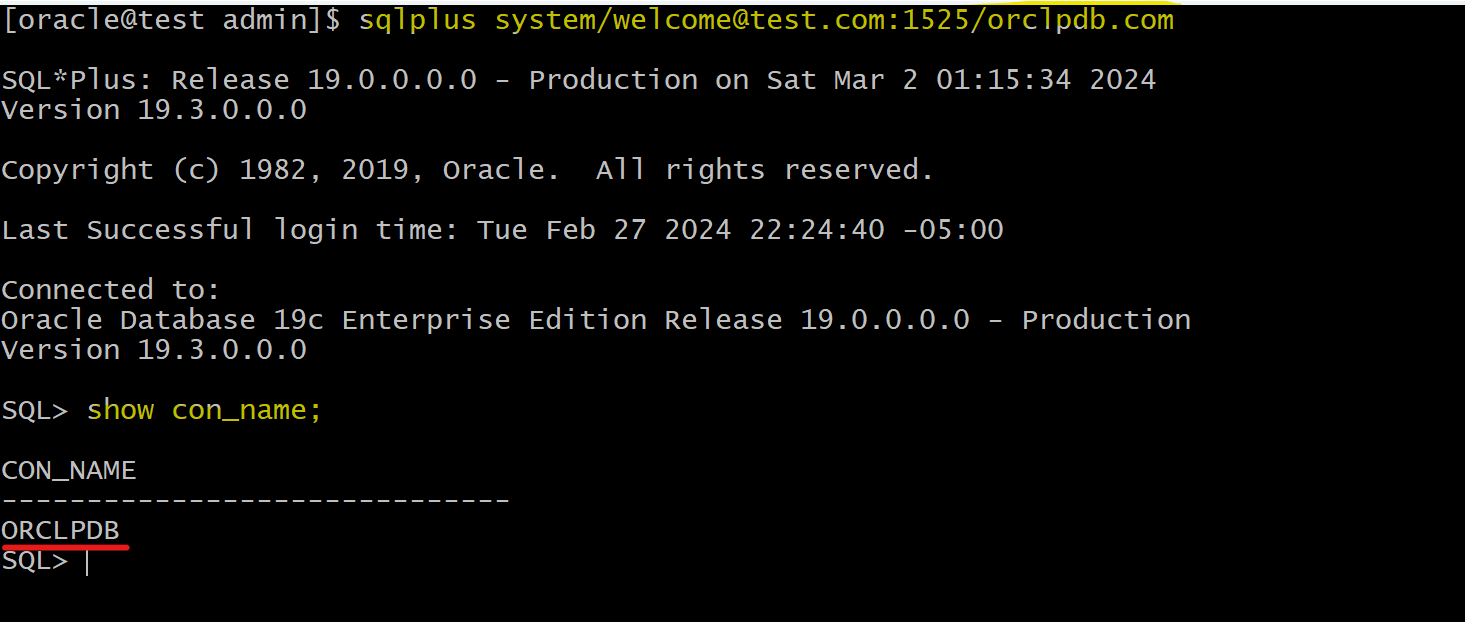 [oracle@test admin]$ sqlplus system/welcome@test.com:1525/orclpdb.com
SQL*Plus: Release 19.0.0.0.0 - Production on Sat Mar 2 01:15:34 2024
Version 19.3.0.0.0
Copyright (c) 1982, 2019, Oracle.  All rights reserved.
Last Successful login time: Tue Feb 27 2024 22:24:40 -05:00
Connected to:
Oracle Database 19c Enterprise Edition Release 19.0.0.0.0 - Production
Version 19.3.0.0.0
SQL> show con_name;
CON_NAME
------------------------------
ORCLPDB
SQL>